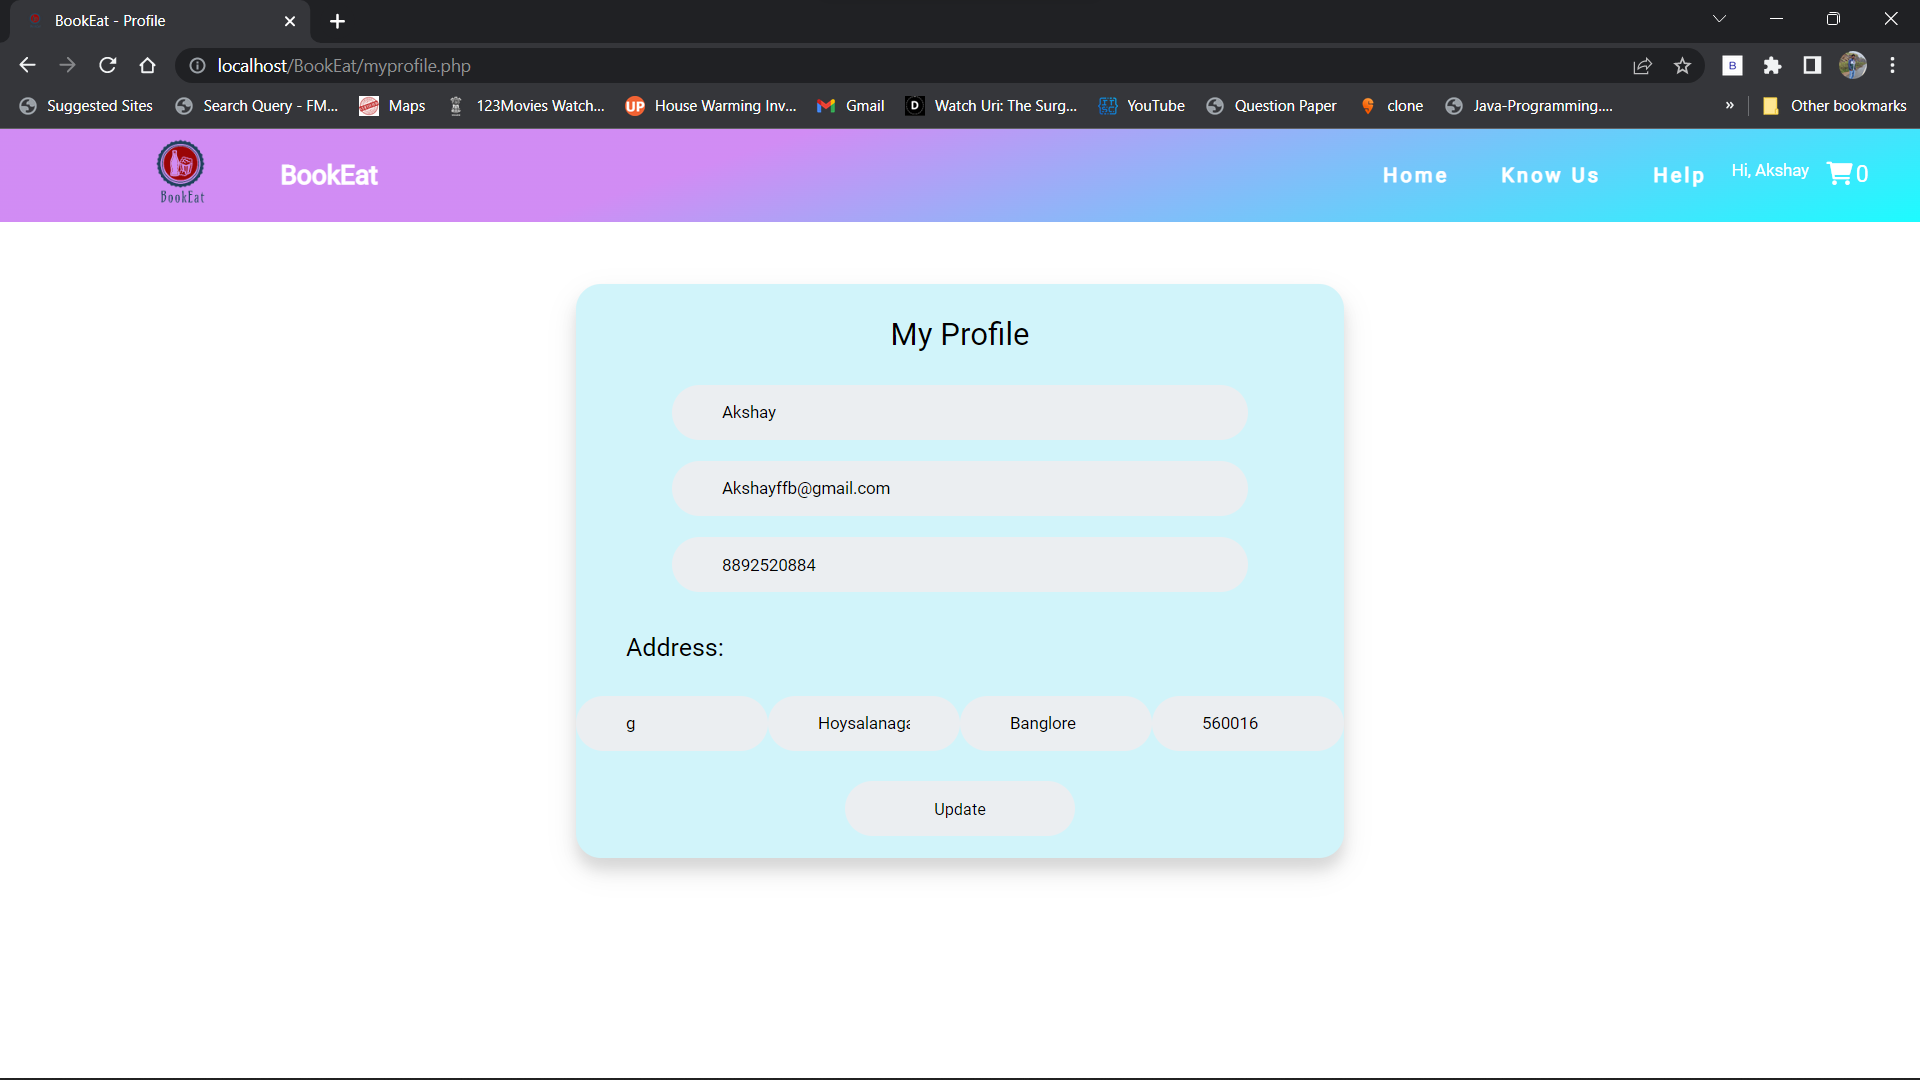 BookEat - Profile
localhost/BookEat/myprofile.php
B
Suggested Sites Search Query - FM... Maps 123Movies Watch... UP House Warming Inv... Gmail D Watch Uri: The Surg... YouTube Question Paper clone Java-Programming.... » Other bookmarks
BookEat
BookEat Home Know Us Help Hi, Akshay 0
My Profile
Akshay
Akshayffb@gmail.com
8892520884
Address:
g Hoysalanaga Banglore 560016
Update